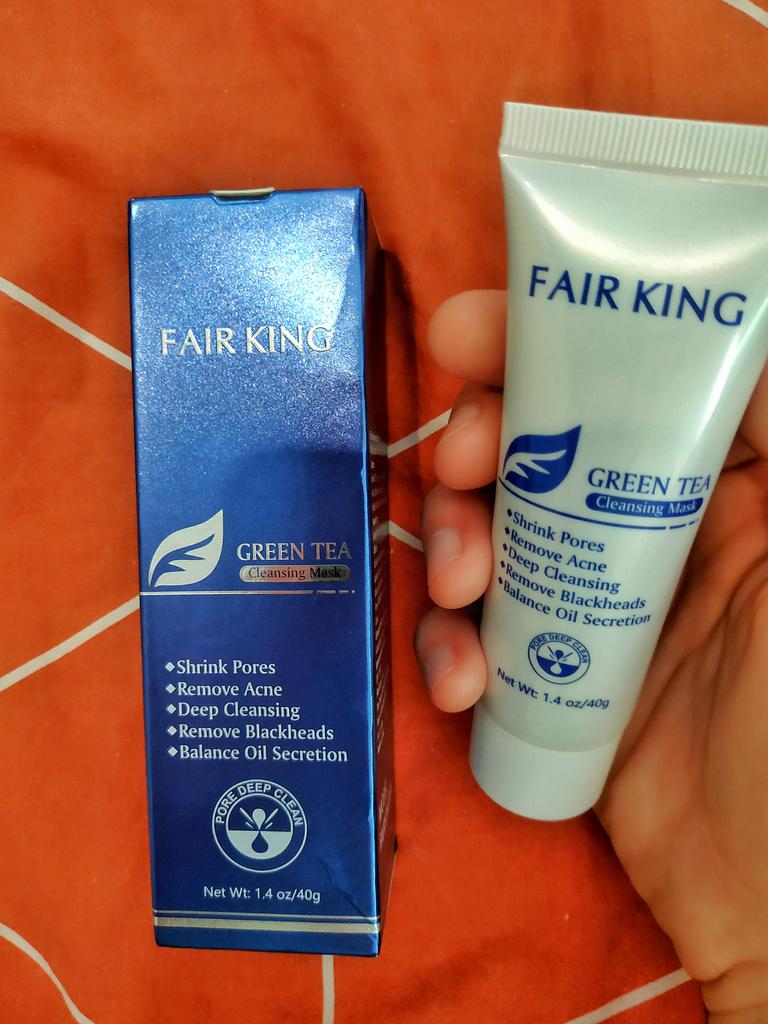 FAIR KING
GREEN TEA
Cleansing Mask
◆Shrink Pores
◆Remove Acne
◆Deep Cleansing
◆Remove Blackheads
◆Balance Oil Secretion
PORE DEEP CLEAN
Net Wt: 1.4 oz/40g
FAIR KING
GREEN TEA
Cleansing Mask
◆Shrink Pores
◆Remove Acne
◆Deep Cleansing
◆Remove Blackheads
◆Balance Oil Secretion
PORE DEEP CLEAN
Net Wt: 1.4 oz/40g